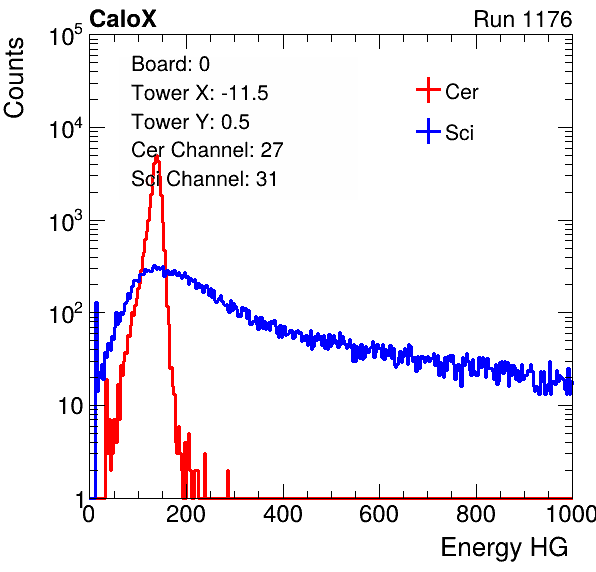 CaloX Run 1176
Counts
10^5
10^4
10^3
10^2
10
1
Board: 0
Tower X: -11.5
Tower Y: 0.5
Cer Channel: 27
Sci Channel: 31
Cer
Sci
0 200 400 600 800 1000
Energy HG